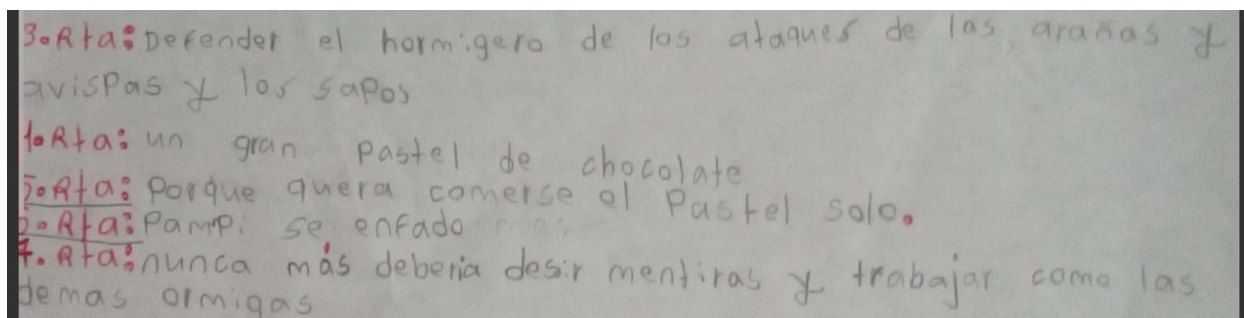 3. Rta: Defender el hormigero de los ataques de las arañas y
avispas y los sapos
Rta: un gran pastel de chocolate
5. Rta: Porque quera comerse el Pastel solo.
Rta: Pampi se enfado
7. Rta: nunca más deberia desir mentiras y trabajar como las
demas ormigas